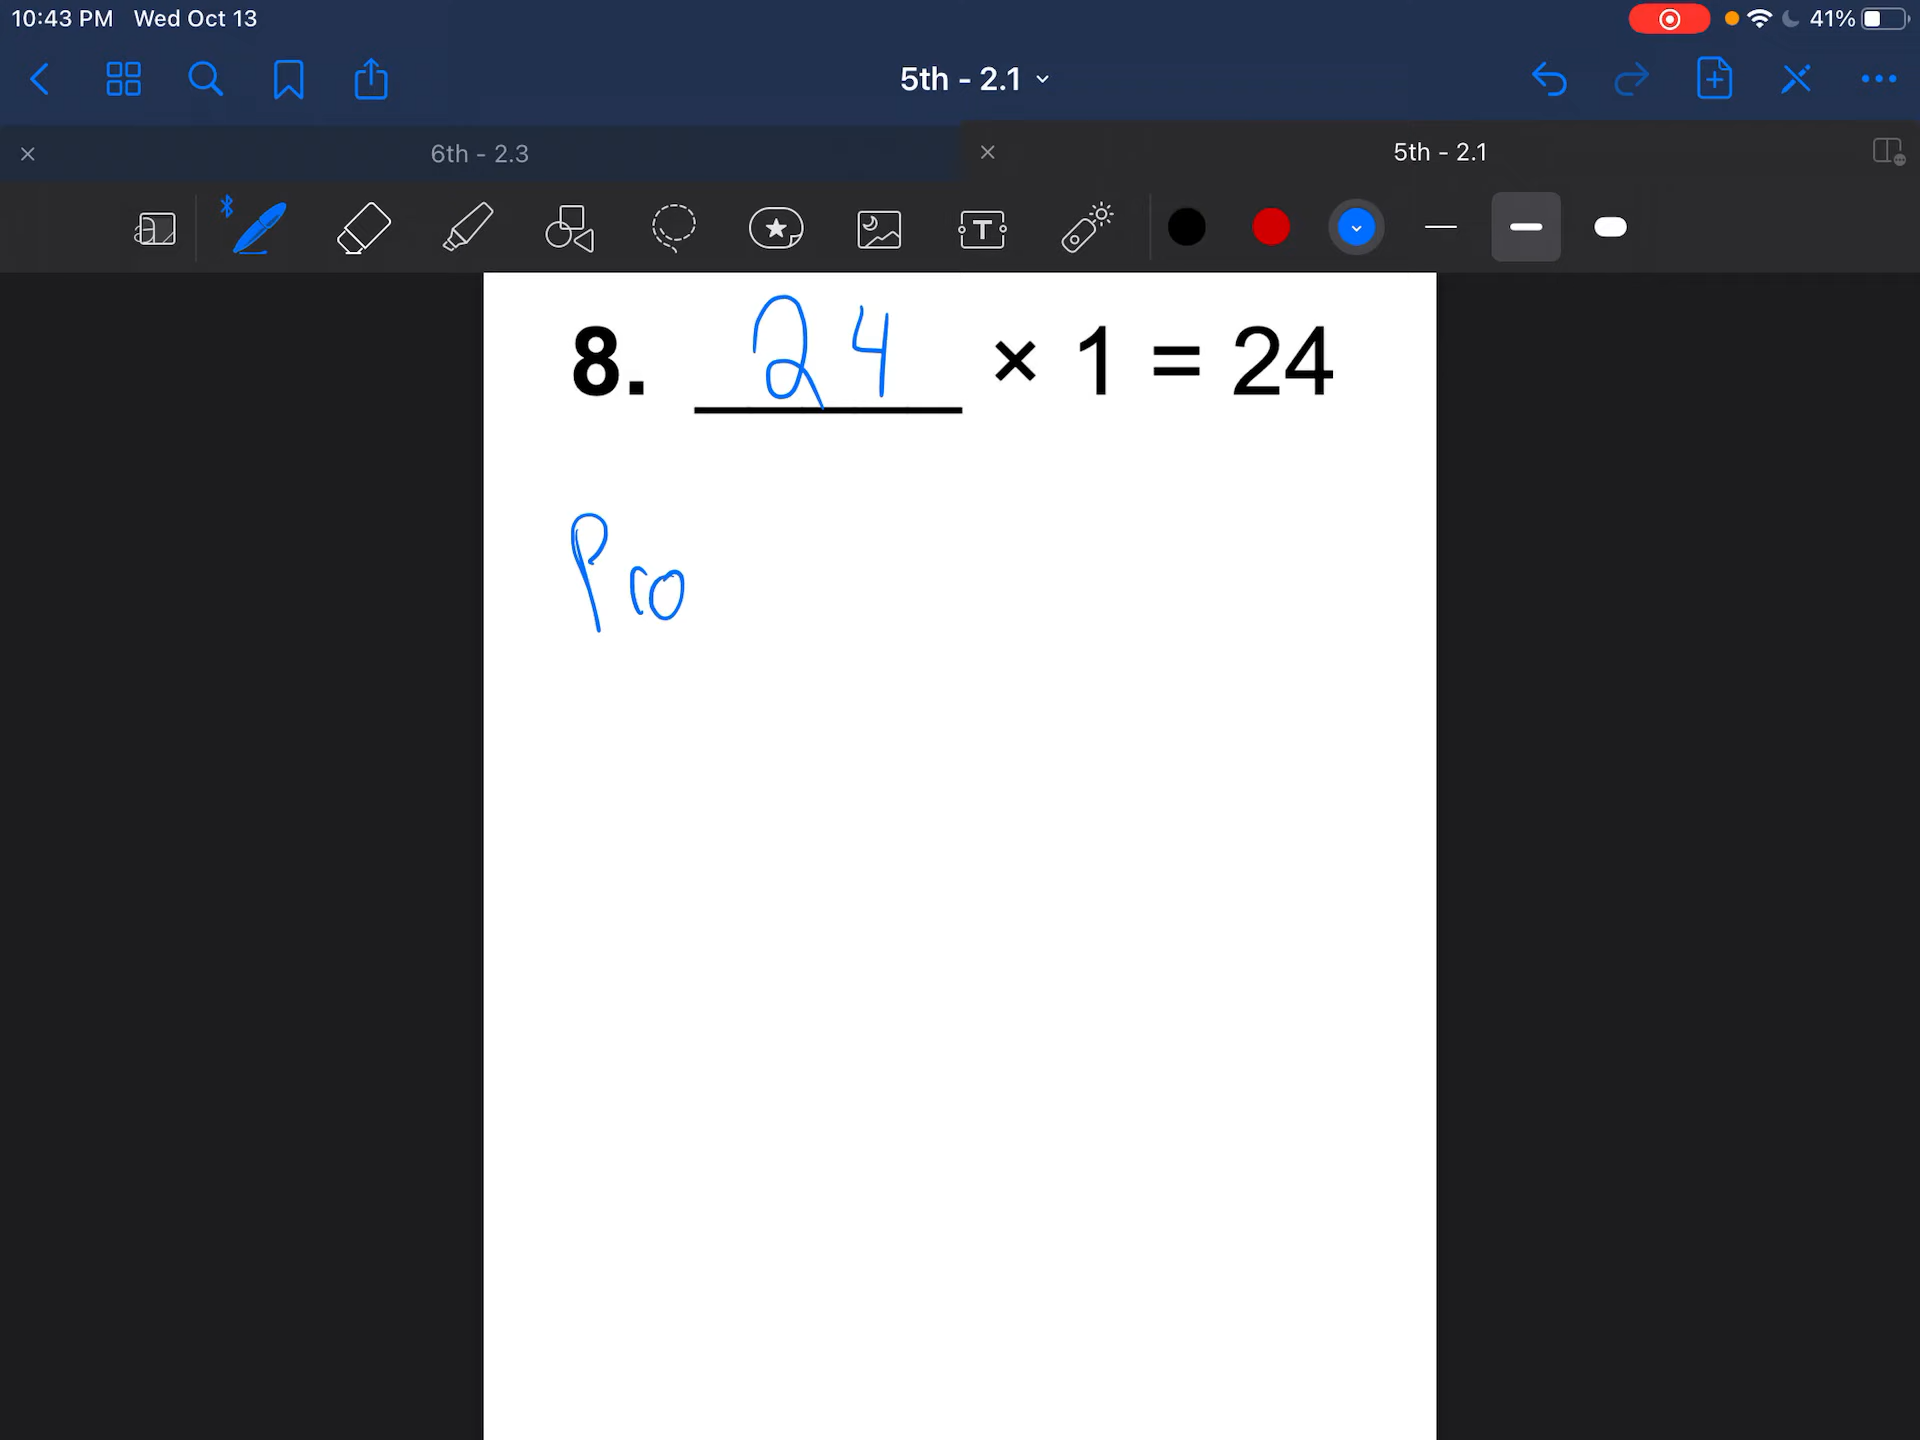 10:43 PM Wed Oct 13 41%
5th - 2.1
6th - 2.3 5th - 2.1
8. 24 × 1 = 24
Pro